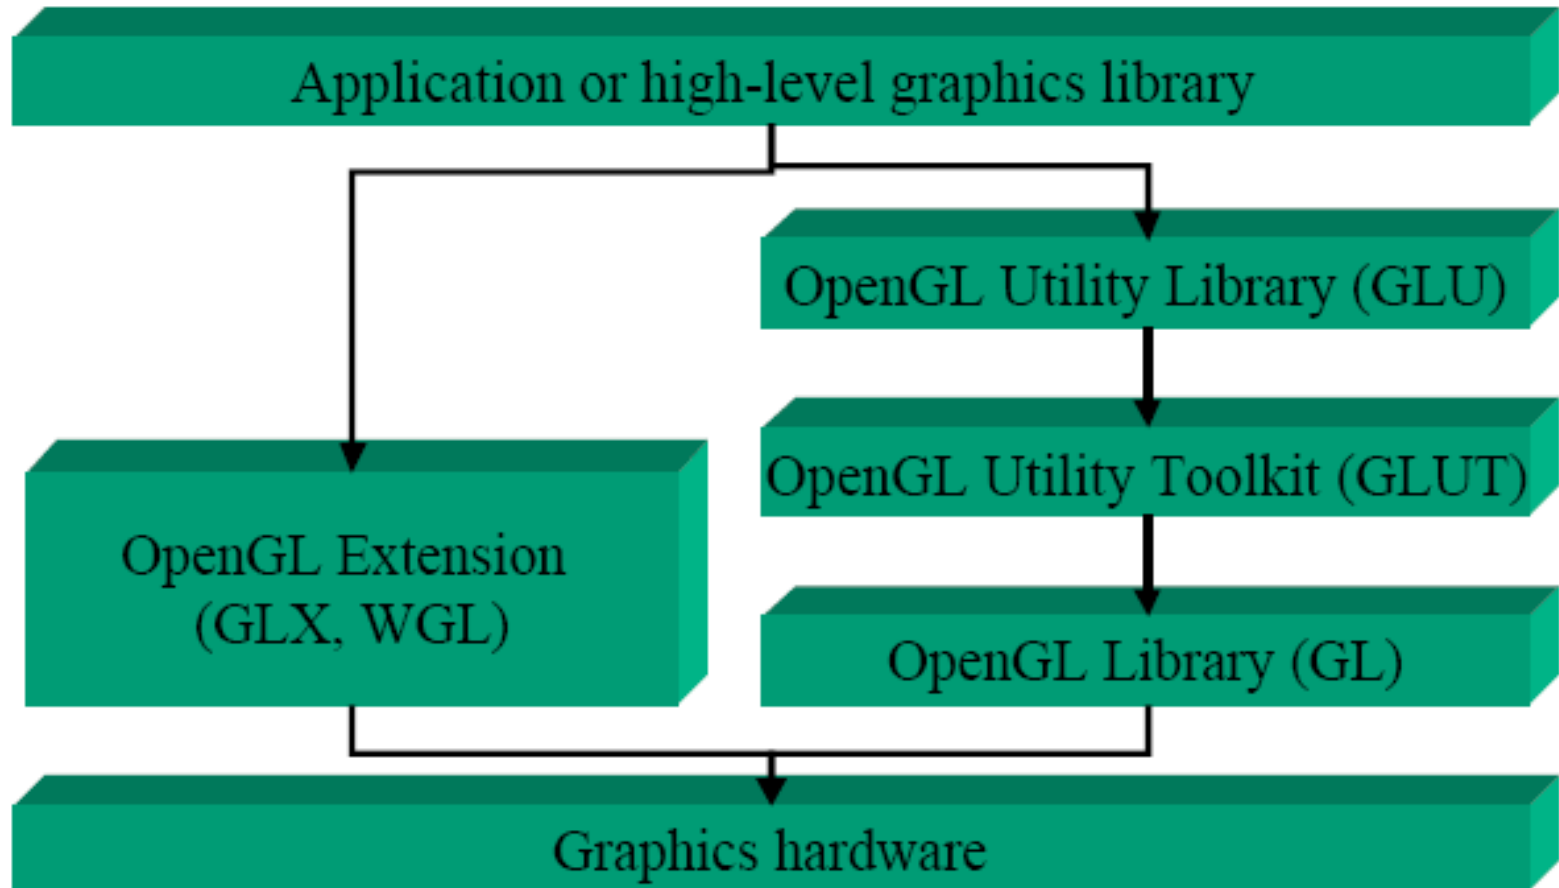 Application or high-level graphics library
OpenGL Utility Library (GLU)
OpenGL Utility Toolkit (GLUT)
OpenGL Extension
(GLX, WGL)
OpenGL Library (GL)
Graphics hardware